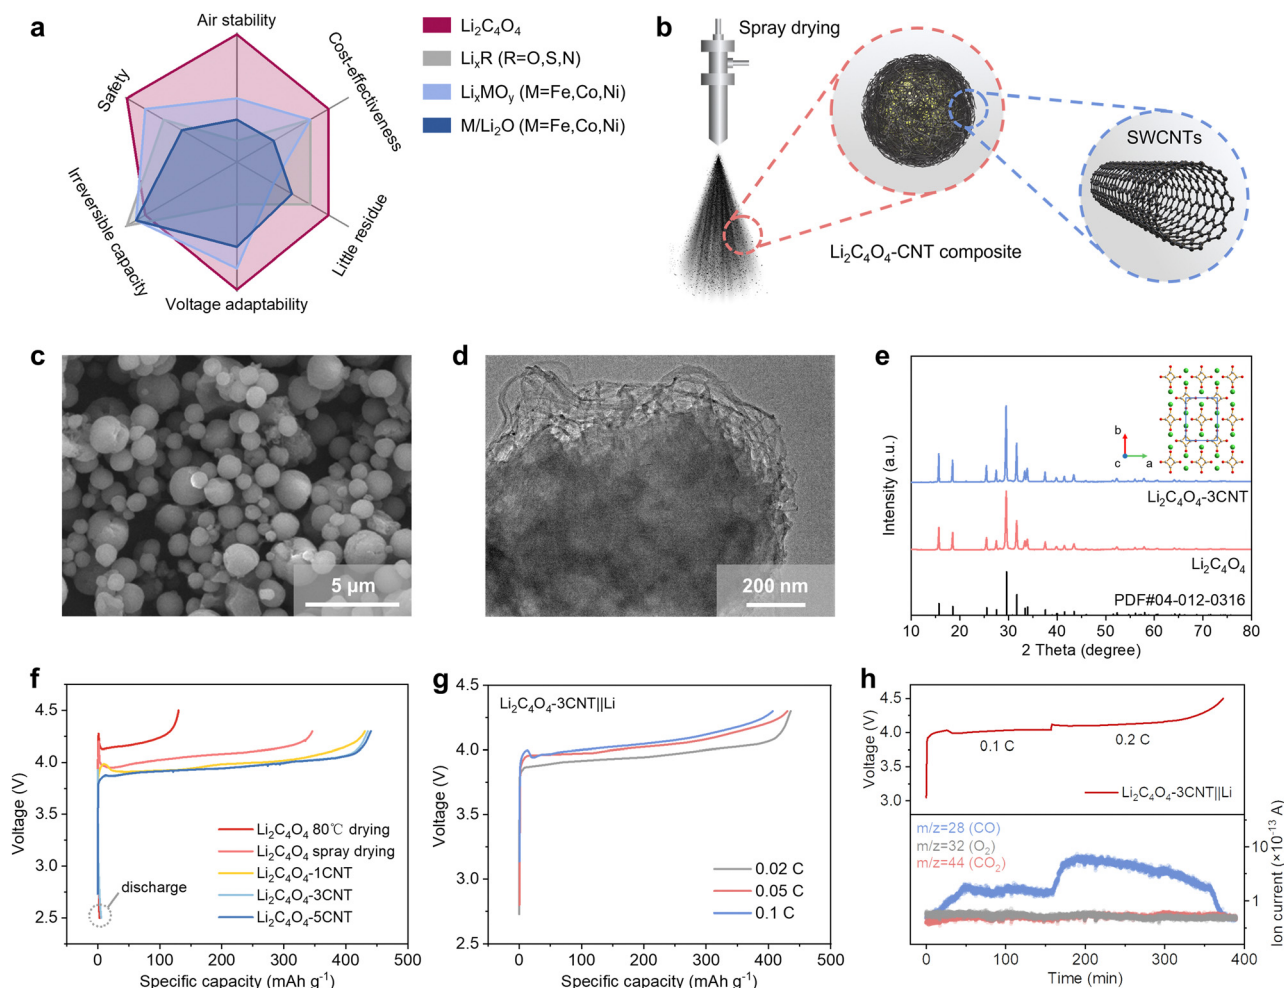 a
Air stability
Cost-effectiveness
Little residue
Voltage adaptability
Irreversible capacity
Safety
Li₂C₄O₄
LiₓR (R=O,S,N)
LiₓMOᵧ (M=Fe,Co,Ni)
M/Li₂O (M=Fe,Co,Ni)
b
Spray drying
SWCNTs
Li₂C₄O₄-CNT composite
c
5 μm
d
200 nm
e
Intensity (a.u.)
b
c
a
Li₂C₄O₄-3CNT
Li₂C₄O₄
PDF#04-012-0316
10 20 30 40 50 60 70 80
2 Theta (degree)
f
Voltage (V)
4.5
4.0
3.5
3.0
2.5
Li₂C₄O₄ 80℃ drying
Li₂C₄O₄ spray drying
Li₂C₄O₄-1CNT
Li₂C₄O₄-3CNT
Li₂C₄O₄-5CNT
discharge
0 100 200 300 400 500
Specific capacity (mAh g⁻¹)
g
Voltage (V)
4.5
4.0
3.5
3.0
2.5
Li₂C₄O₄-3CNT||Li
0.02 C
0.05 C
0.1 C
0 100 200 300 400 500
Specific capacity (mAh g⁻¹)
h
Voltage (V)
4.5
4.0
3.5
3.0
0.1 C
0.2 C
Li₂C₄O₄-3CNT||Li
m/z=28 (CO)
m/z=32 (O₂)
m/z=44 (CO₂)
10
1
Ion current (×10⁻¹³ A)
0 100 200 300 400
Time (min)